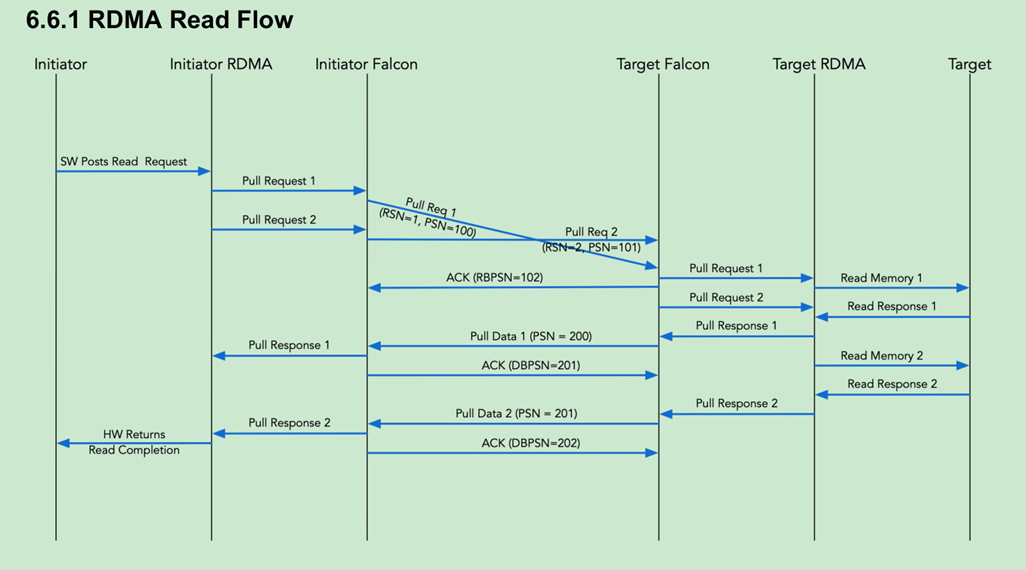 6.6.1 RDMA Read Flow
Initiator
Initiator RDMA
Initiator Falcon
Target Falcon
Target RDMA
Target
SW Posts Read Request
Pull Request 1
Pull Req 1
(RSN=1, PSN=100)
Pull Request 2
Pull Req 2
(RSN=2, PSN=101)
Pull Request 1
ACK (RBPSN=102)
Read Memory 1
Pull Request 2
Read Response 1
Pull Response 1
Pull Data 1 (PSN = 200)
Pull Response 1
Read Memory 2
ACK (DBPSN=201)
Read Response 2
Pull Response 2
Pull Data 2 (PSN = 201)
Pull Response 2
HW Returns
Read Completion
ACK (DBPSN=202)